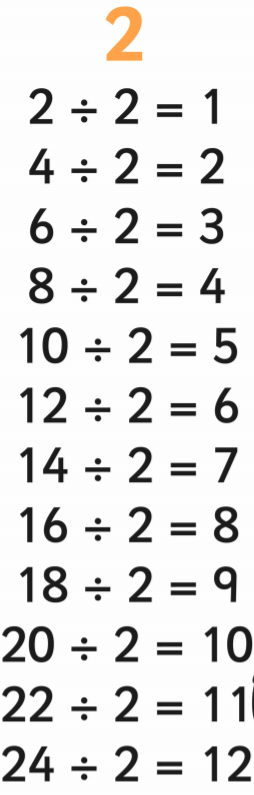 2
2 ÷ 2 = 1
4 ÷ 2 = 2
6 ÷ 2 = 3
8 ÷ 2 = 4
10 ÷ 2 = 5
12 ÷ 2 = 6
14 ÷ 2 = 7
16 ÷ 2 = 8
18 ÷ 2 = 9
20 ÷ 2 = 10
22 ÷ 2 = 11
24 ÷ 2 = 12